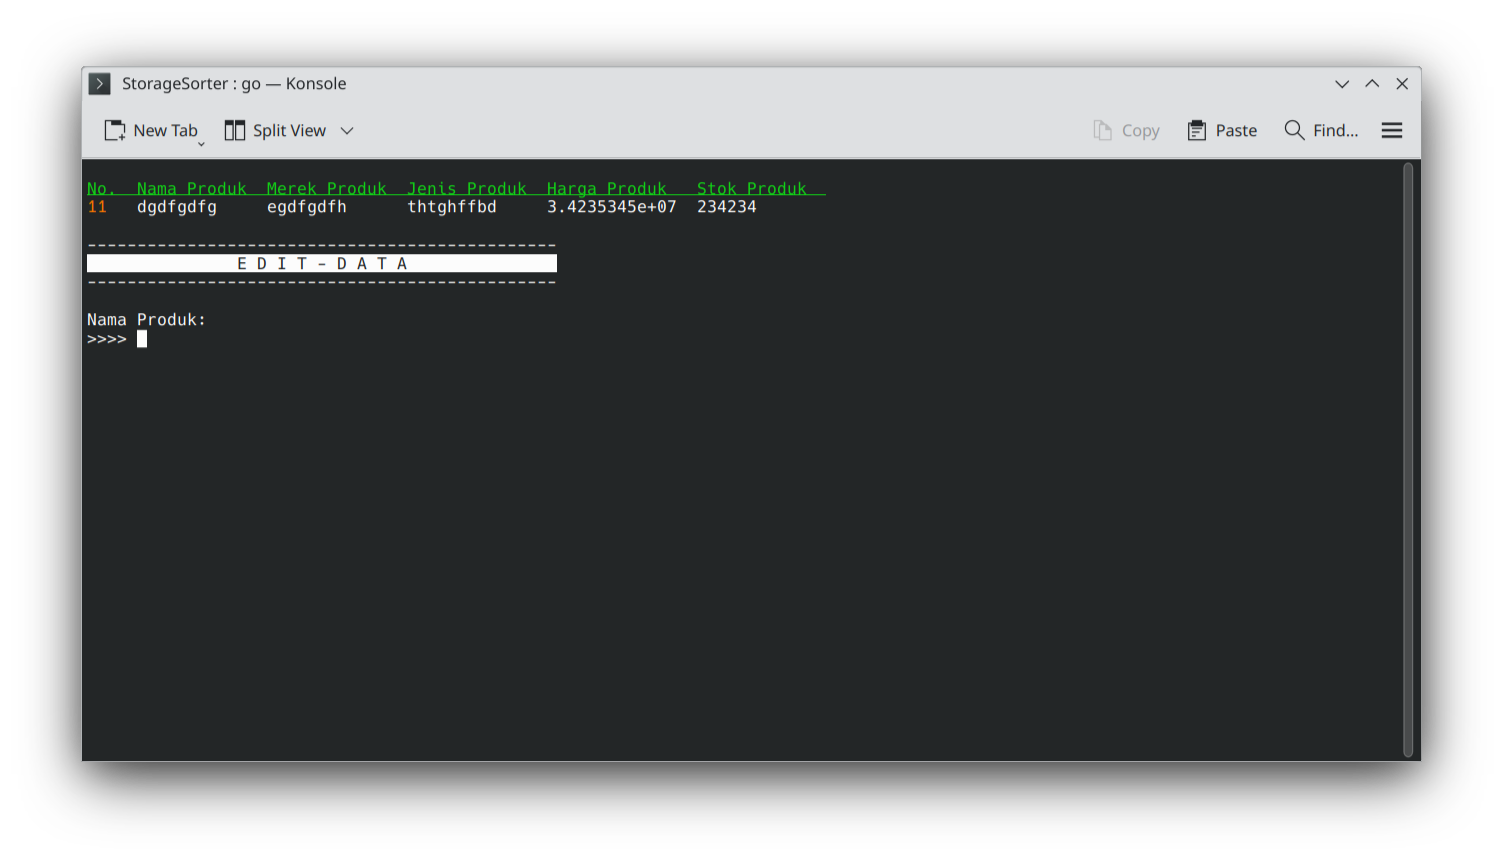 StorageSorter : go — Konsole
New Tab Split View Copy Paste Find...
No. Nama Produk Merek Produk Jenis Produk Harga Produk Stok Produk
11 dgdfgdfg egdfgdfh thtghffbd 3.4235345e+07 234234
-----------------------------------------------
E D I T - D A T A
-----------------------------------------------
Nama Produk:
>>>>